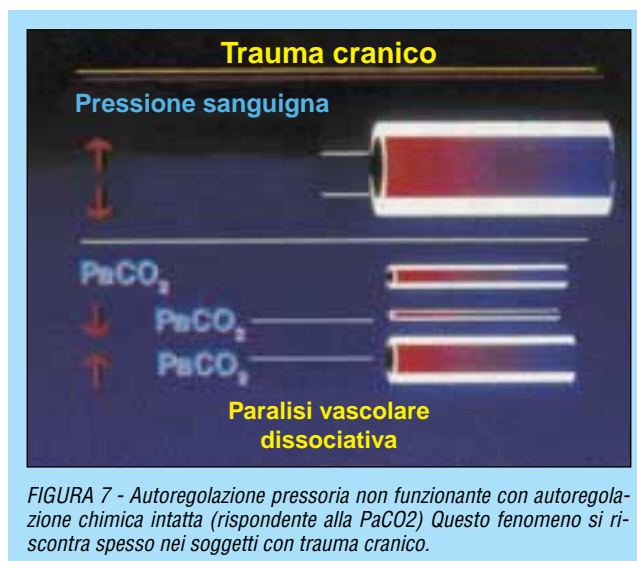 Trauma cranico
Pressione sanguigna
PaCO2
PaCO2
PaCO2
Paralisi vascolare
dissociativa
FIGURA 7 - Autoregolazione pressoria non funzionante con autoregola-
zione chimica intatta (rispondente alla PaCO2) Questo fenomeno si ri-
scontra spesso nei soggetti con trauma cranico.